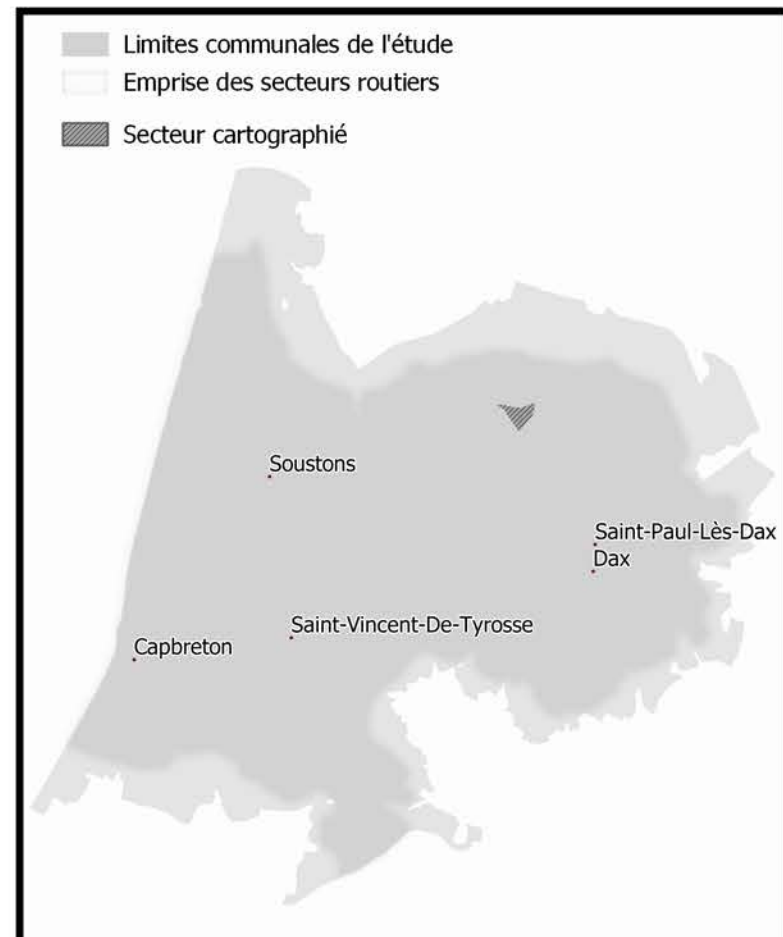 Limites communales de l'étude
Emprise des secteurs routiers
Secteur cartographié
Soustons
Saint-Paul-Lès-Dax
Dax
Saint-Vincent-De-Tyrosse
Capbreton